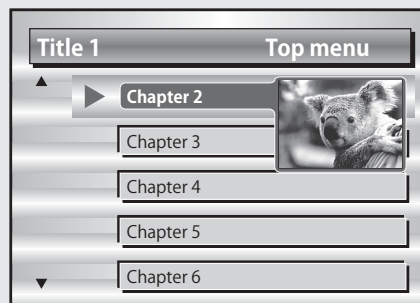 Title 1 Top menu
Chapter 2
Chapter 3
Chapter 4
Chapter 5
Chapter 6